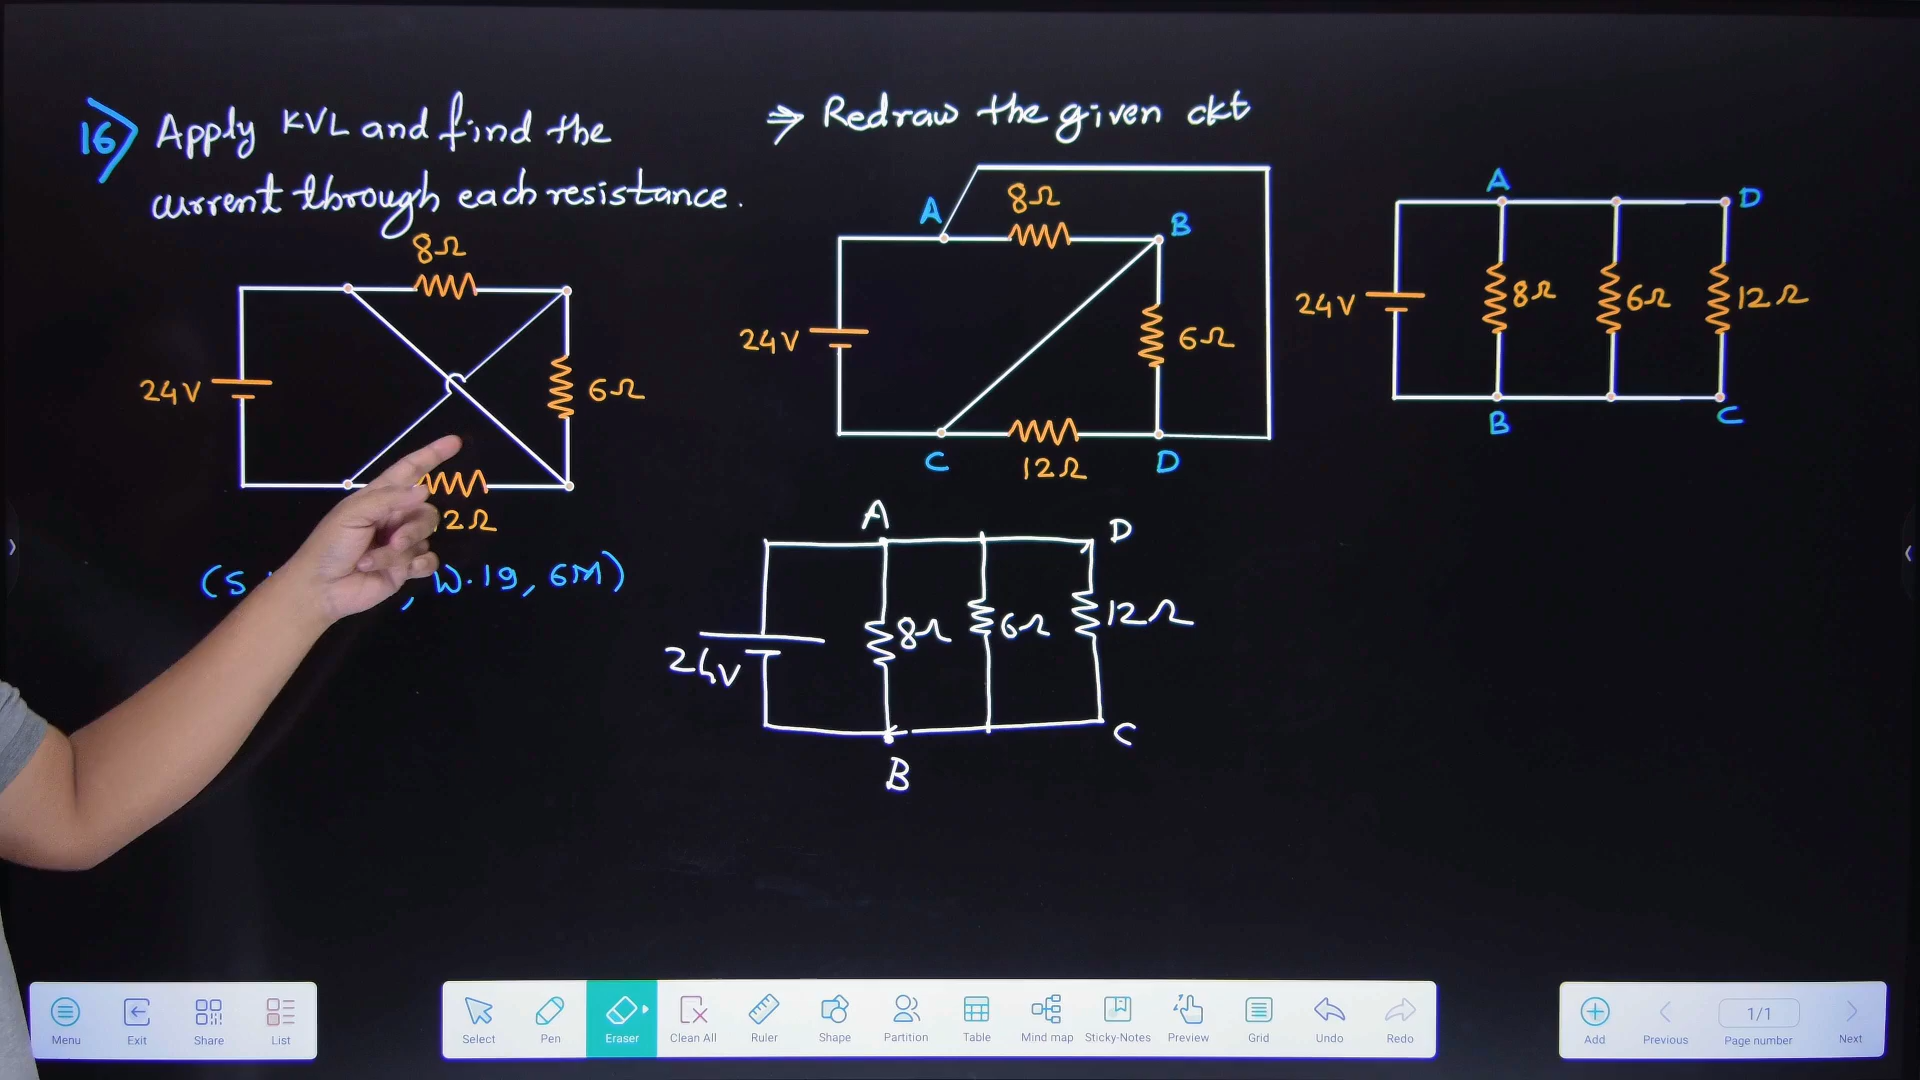 16) Apply KVL and find the
current through each resistance.
8Ω
24V
6Ω
2Ω
(S
, W.19, 6M)
⇒ Redraw the given ckt
A
8Ω
B
24V
6Ω
C
12Ω
D
A
D
24V
8Ω
6Ω
12Ω
B
C
A
D
24V
8Ω
6Ω
12Ω
B
C
Menu
Exit
Share
List
Select
Pen
Eraser
Clean All
Ruler
Shape
Partition
Table
Mind map
Sticky-Notes
Preview
Grid
Undo
Redo
Add
Previous
1/1
Page number
Next